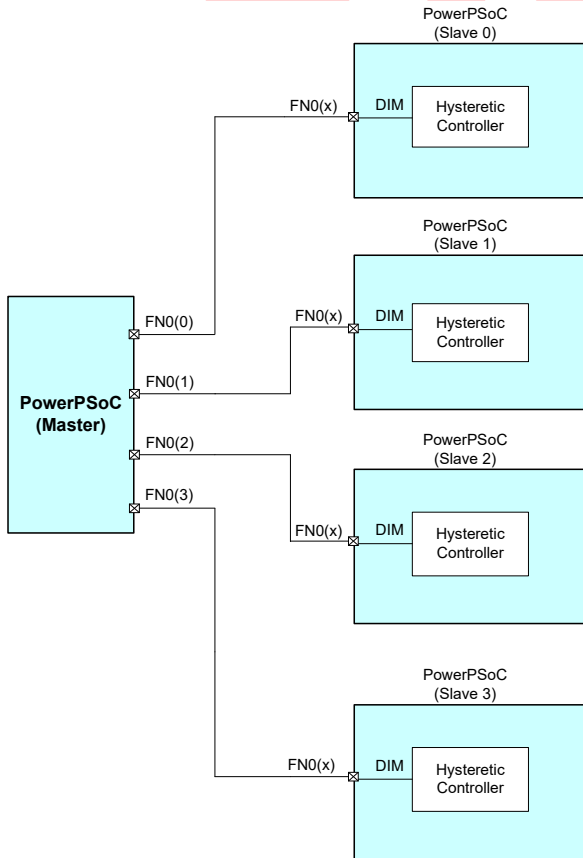 PowerPSoC
(Slave 0)
FN0(x)
DIM
Hysteretic
Controller
PowerPSoC
(Slave 1)
FN0(x)
DIM
Hysteretic
Controller
FN0(0)
FN0(1)
PowerPSoC
(Master)
FN0(2)
FN0(3)
PowerPSoC
(Slave 2)
FN0(x)
DIM
Hysteretic
Controller
PowerPSoC
(Slave 3)
FN0(x)
DIM
Hysteretic
Controller